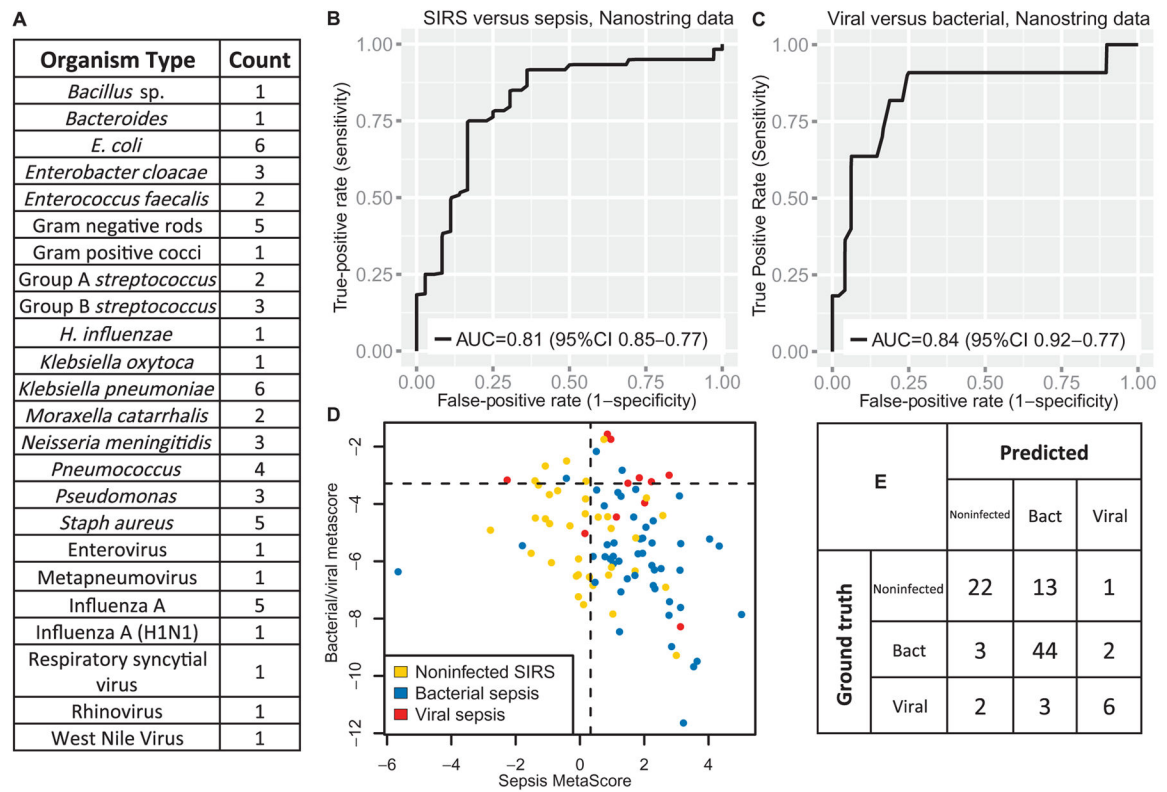 A
Organism Type Count
Bacillus sp. 1
Bacteroides 1
E. coli 6
Enterobacter cloacae 3
Enterococcus faecalis 2
Gram negative rods 5
Gram positive cocci 1
Group A streptococcus 2
Group B streptococcus 3
H. influenzae 1
Klebsiella oxytoca 1
Klebsiella pneumoniae 6
Moraxella catarrhalis 2
Neisseria meningitidis 3
Pneumococcus 4
Pseudomonas 3
Staph aureus 5
Enterovirus 1
Metapneumovirus 1
Influenza A 5
Influenza A (H1N1) 1
Respiratory syncytial
virus 1
Rhinovirus 1
West Nile Virus 1
B
SIRS versus sepsis, Nanostring data
True-positive rate (sensitivity)
1.00
0.75
0.50
0.25
0.00
AUC=0.81 (95%CI 0.85–0.77)
0.00 0.25 0.50 0.75 1.00
False-positive rate (1–specificity)
C
Viral versus bacterial, Nanostring data
True Positive Rate (Sensitivity)
1.00
0.75
0.50
0.25
0.00
AUC=0.84 (95%CI 0.92–0.77)
0.00 0.25 0.50 0.75 1.00
False-positive rate (1–specificity)
D
Bacterial/viral metascore
−2
−4
−6
−8
−10
−12
Noninfected SIRS
Bacterial sepsis
Viral sepsis
−6 −4 −2 0 2 4
Sepsis MetaScore
E
Predicted
Noninfected Bact Viral
Ground truth
Noninfected 22 13 1
Bact 3 44 2
Viral 2 3 6